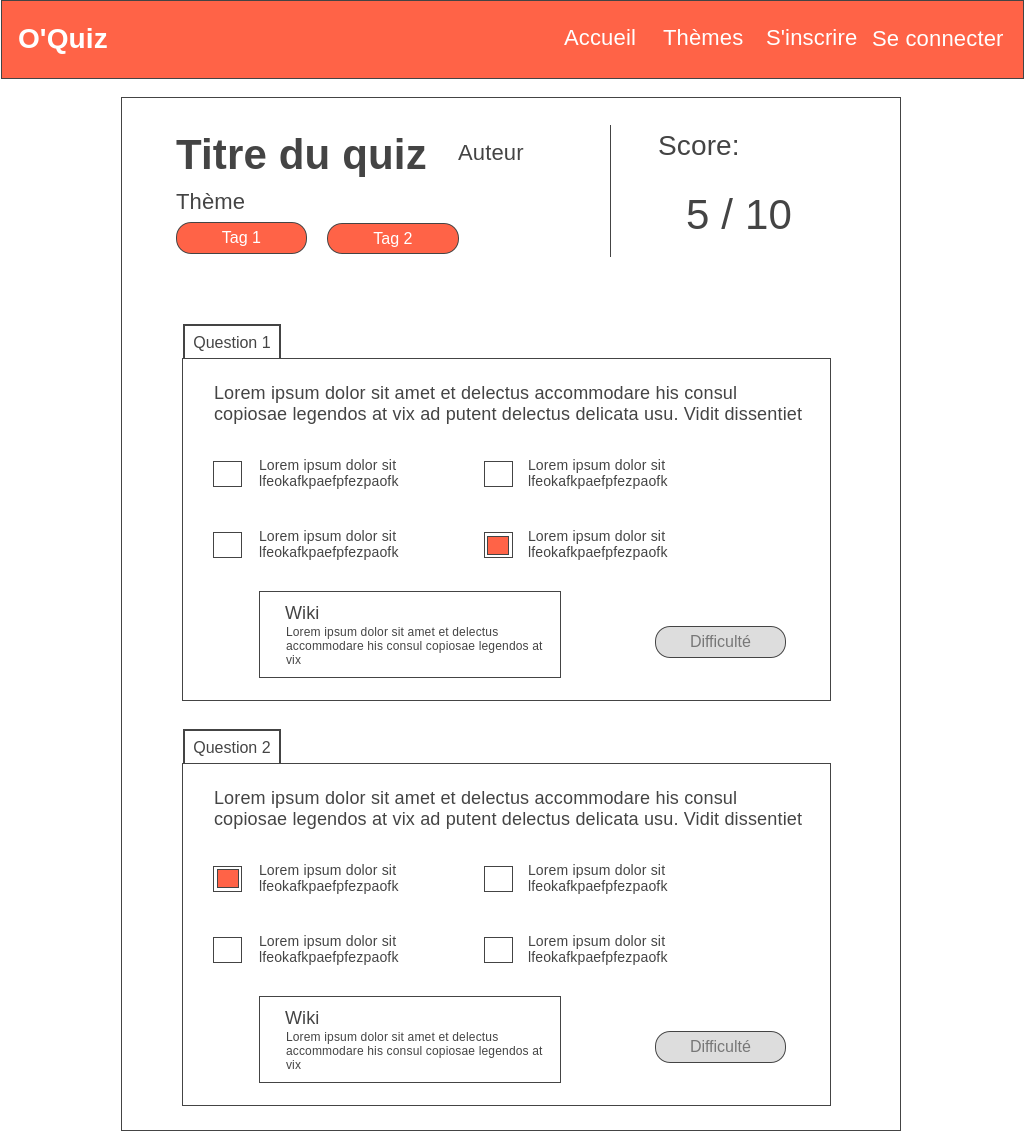 O'Quiz
Accueil
Thèmes
S'inscrire
Se connecter
Titre du quiz
Auteur
Thème
Tag 1
Tag 2
Score:
5 / 10
Question 1
Lorem ipsum dolor sit amet et delectus accommodare his consul
copiosae legendos at vix ad putent delectus delicata usu. Vidit dissentiet
Lorem ipsum dolor sit
lfeokafkpaefpfezpaofk
Lorem ipsum dolor sit
lfeokafkpaefpfezpaofk
Lorem ipsum dolor sit
lfeokafkpaefpfezpaofk
Lorem ipsum dolor sit
lfeokafkpaefpfezpaofk
Wiki
Lorem ipsum dolor sit amet et delectus
accommodare his consul copiosae legendos at
vix
Difficulté
Question 2
Lorem ipsum dolor sit amet et delectus accommodare his consul
copiosae legendos at vix ad putent delectus delicata usu. Vidit dissentiet
Lorem ipsum dolor sit
lfeokafkpaefpfezpaofk
Lorem ipsum dolor sit
lfeokafkpaefpfezpaofk
Lorem ipsum dolor sit
lfeokafkpaefpfezpaofk
Lorem ipsum dolor sit
lfeokafkpaefpfezpaofk
Wiki
Lorem ipsum dolor sit amet et delectus
accommodare his consul copiosae legendos at
vix
Difficulté